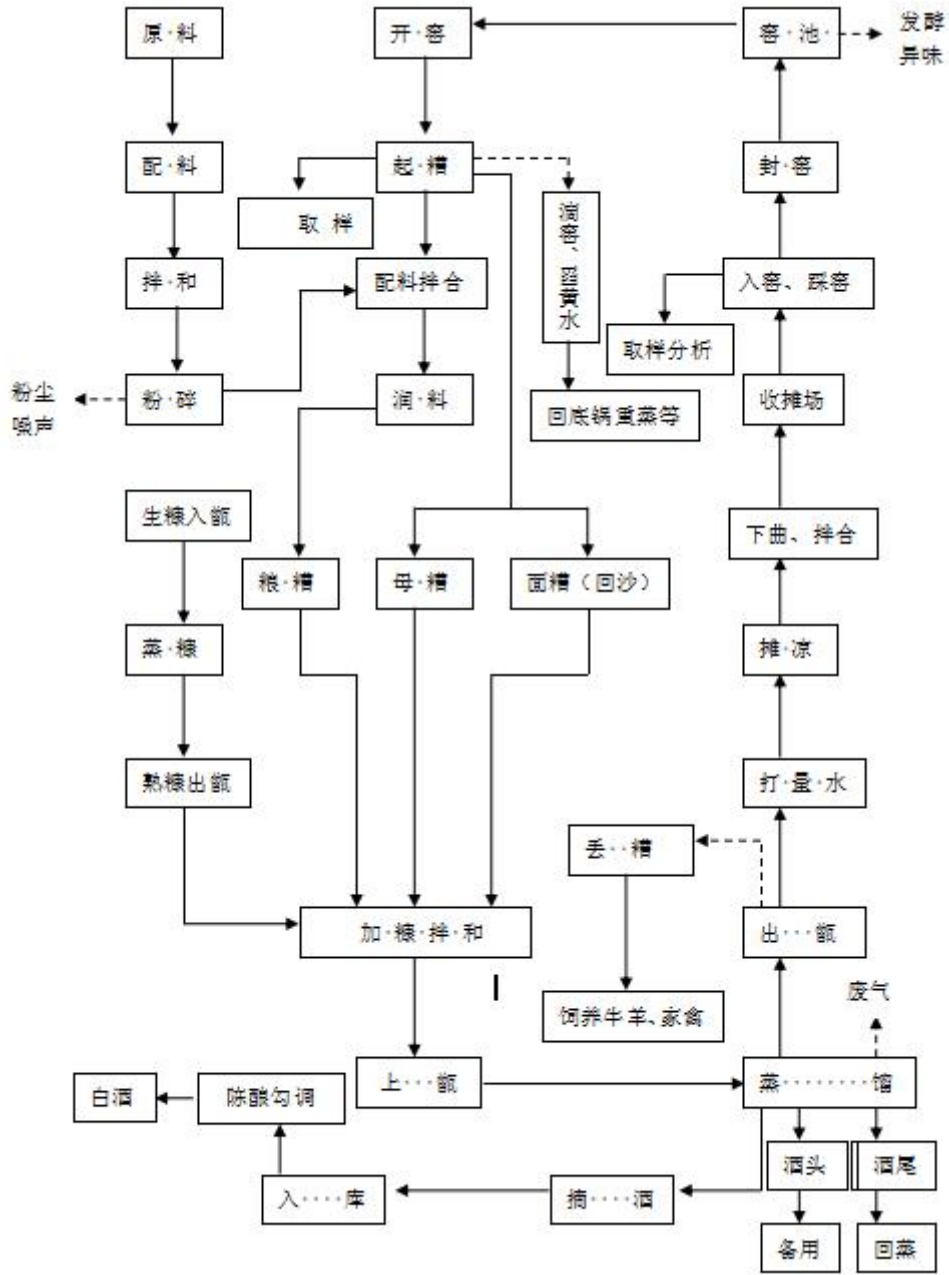 原·料
开·窖
窖·池·
发酵
异味
配·料
起·糟
封·窖
取 样
滴窖、舀黄水
拌·和
配料拌合
入窖、踩窖
取样分析
粉尘
噪声
粉·碎
润·料
回底锅重蒸等
收摊场
生糠入甑
下曲、拌合
粮·糟
母·糟
面糟（回沙）
蒸·糠
摊·凉
熟糠出甑
打·量·水
丢··糟
加·糠·拌·和
出···甑
废气
饲养牛羊、家禽
上···甑
蒸········馏
白酒
陈酿勾调
酒头
酒尾
入····库
摘····酒
备用
回蒸